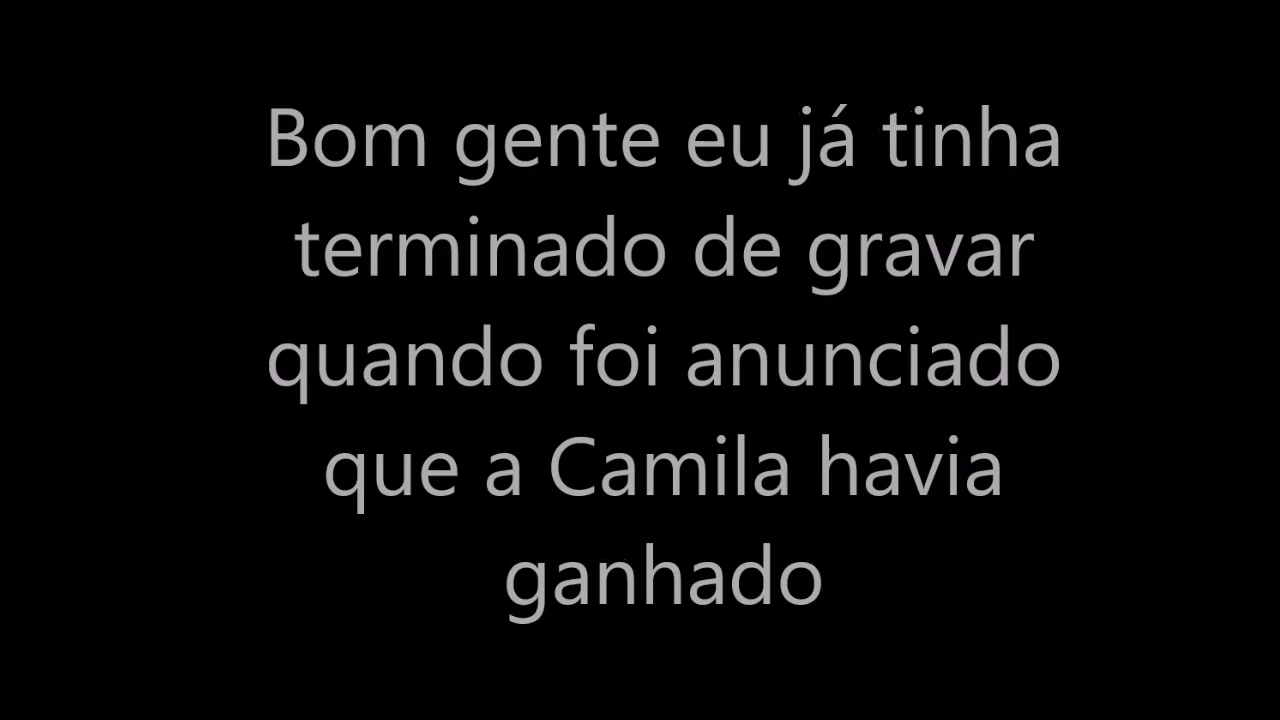 Bom gente eu já tinha
terminado de gravar
quando foi anunciado
que a Camila havia
ganhado